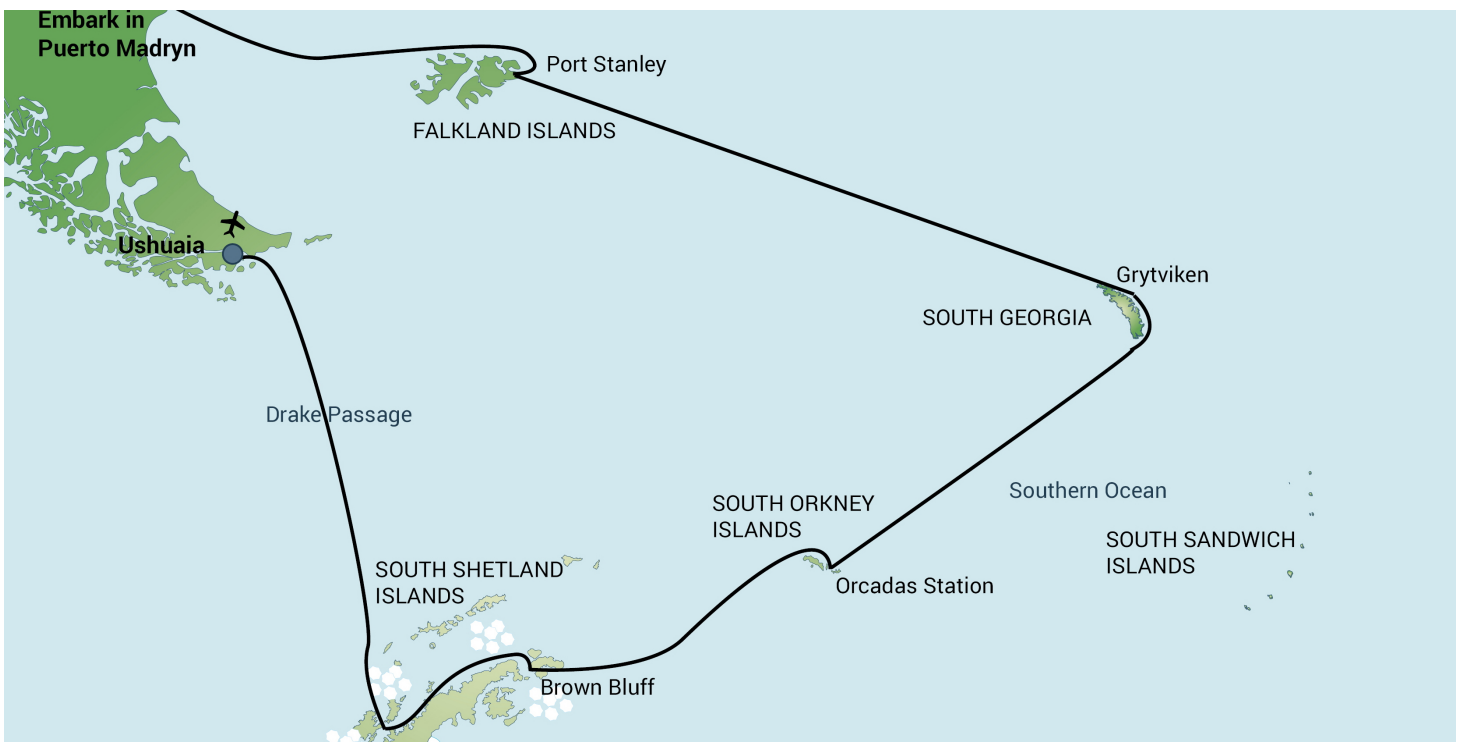 Embark in
Puerto Madryn
Port Stanley
FALKLAND ISLANDS
Ushuaia
Grytviken
SOUTH GEORGIA
Drake Passage
Southern Ocean
SOUTH ORKNEY
ISLANDS
SOUTH SANDWICH
ISLANDS
SOUTH SHETLAND
ISLANDS
Orcadas Station
Brown Bluff